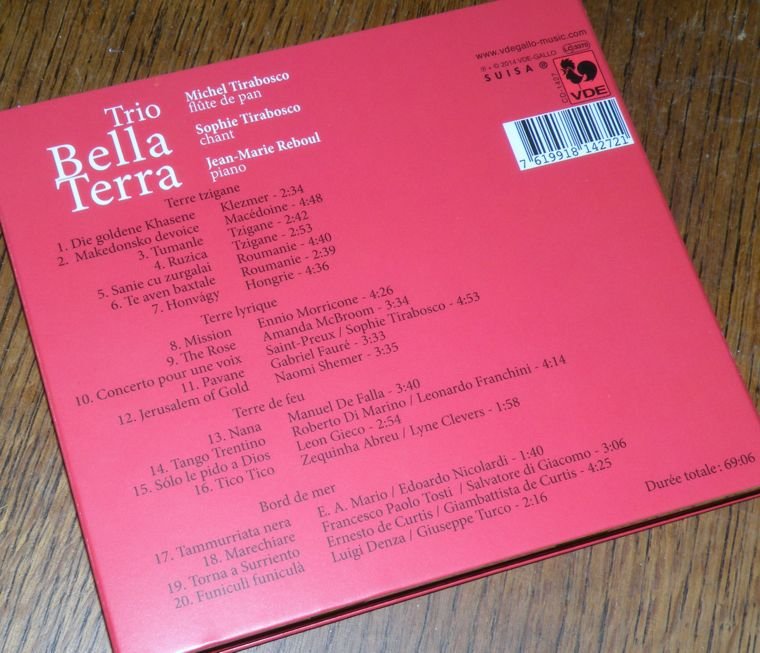 Trio
Bella
Terra
Michel Tirabosco
flûte de pan
Sophie Tirabosco
chant
Jean-Marie Reboul
piano
www.vdegallo-music.com
℗ + © 2014 VDE-GALLO
SUISA ℗
LC 3370
CD-1427
VDE
7 619918 142721
Terre tzigane
1. Die goldene Khasene Klezmer - 2:34
2. Makedonsko devoice Macédoine - 4:48
3. Tumanle Tzigane - 2:42
4. Ruzica Tzigane - 2:53
5. Sanie cu zurgalai Roumanie - 4:40
6. Te aven baxtale Roumanie - 2:39
7. Honvágy Hongrie - 4:36
Terre lyrique
8. Mission Ennio Morricone - 4:26
9. The Rose Amanda McBroom - 3:34
10. Concerto pour une voix Saint-Preux / Sophie Tirabosco - 4:53
11. Pavane Gabriel Fauré - 3:33
12. Jerusalem of Gold Naomi Shemer - 3:35
Terre de feu
13. Nana Manuel De Falla - 3:40
14. Tango Trentino Roberto Di Marino / Leonardo Franchini - 4:14
15. Sólo le pido a Dios Leon Gieco - 2:54
16. Tico Tico Zequinha Abreu / Lyne Clevers - 1:58
Bord de mer
17. Tammurriata nera E. A. Mario / Edoardo Nicolardi - 1:40
18. Marechiare Francesco Paolo Tosti / Salvatore di Giacomo - 3:06
19. Torna a Surriento Ernesto de Curtis / Giambattista de Curtis - 4:25
20. Funiculi funiculà Luigi Denza / Giuseppe Turco - 2:16
Durée totale : 69:06